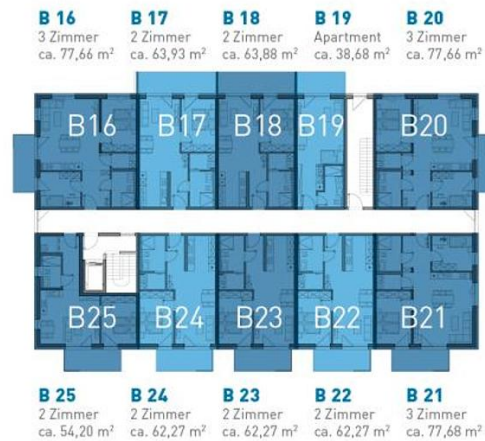 B 16 B 17 B 18 B 19 B 20
3 Zimmer 2 Zimmer 2 Zimmer Apartment 3 Zimmer
ca. 77,66 m² ca. 63,93 m² ca. 63,88 m² ca. 38,68 m² ca. 77,66 m²
B16 B17 B18 B19 B20
B25 B24 B23 B22 B21
B 25 B 24 B 23 B 22 B 21
2 Zimmer 2 Zimmer 2 Zimmer 2 Zimmer 3 Zimmer
ca. 54,20 m² ca. 62,27 m² ca. 62,27 m² ca. 62,27 m² ca. 77,68 m²